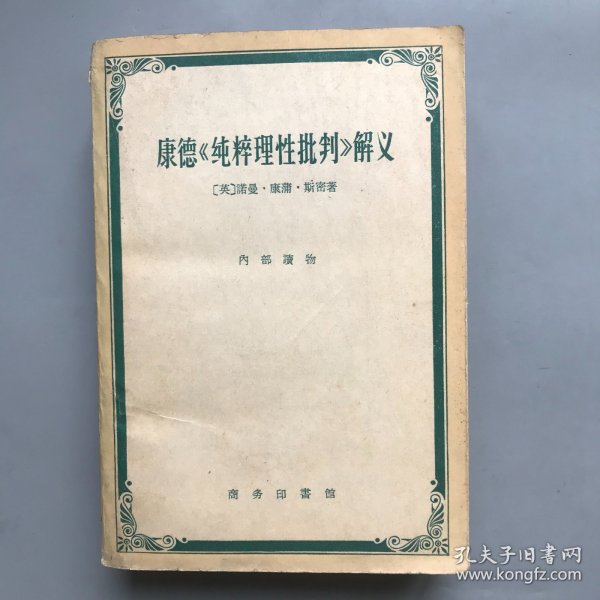 康德《纯粹理性批判》解义
〔英〕諾曼·康蒲·斯密著
內部讀物
商务印書館
孔夫子旧書网
www.kongfz.com